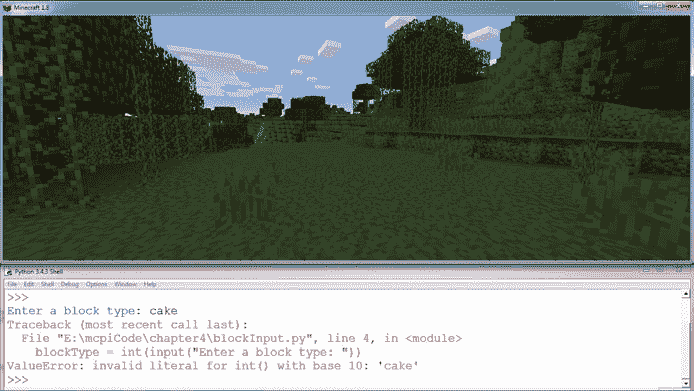 Minecraft 1.8
Python 3.4.3 Shell
File Edit Shell Debug Options Window Help
>>>
Enter a block type: cake
Traceback (most recent call last):
  File "E:\mcpiCode\chapter4\blockInput.py", line 4, in <module>
    blockType = int(input("Enter a block type: "))
ValueError: invalid literal for int() with base 10: 'cake'
>>>